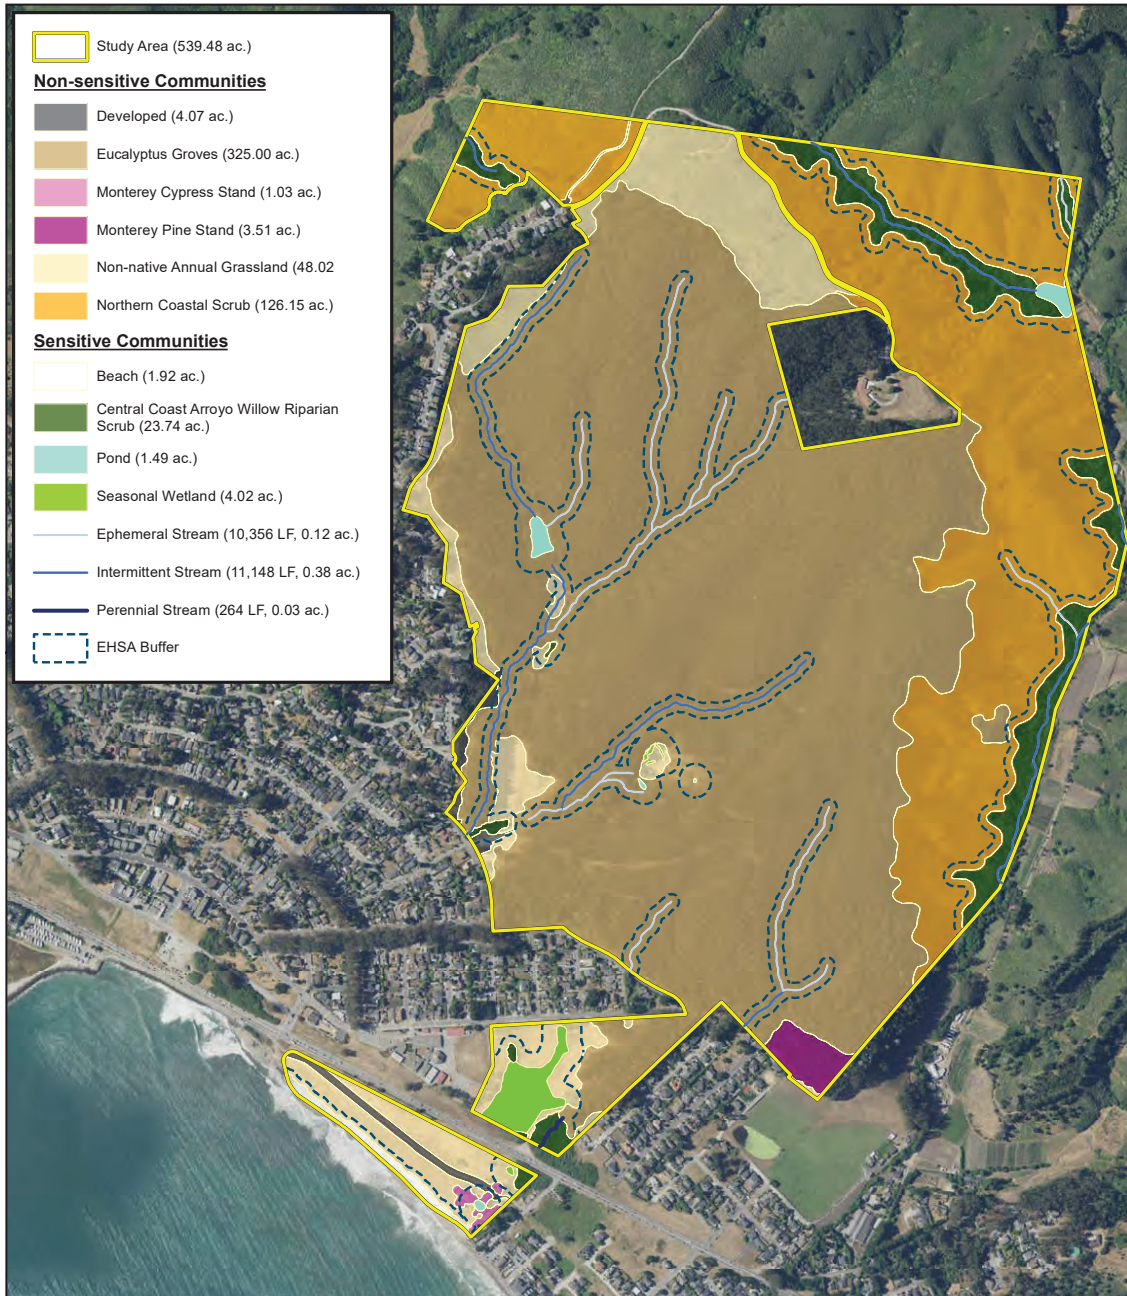 Study Area (539.48 ac.)
Non-sensitive Communities
Developed (4.07 ac.)
Eucalyptus Groves (325.00 ac.)
Monterey Cypress Stand (1.03 ac.)
Monterey Pine Stand (3.51 ac.)
Non-native Annual Grassland (48.02
Northern Coastal Scrub (126.15 ac.)
Sensitive Communities
Beach (1.92 ac.)
Central Coast Arroyo Willow Riparian
Scrub (23.74 ac.)
Pond (1.49 ac.)
Seasonal Wetland (4.02 ac.)
Ephemeral Stream (10,356 LF, 0.12 ac.)
Intermittent Stream (11,148 LF, 0.38 ac.)
Perennial Stream (264 LF, 0.03 ac.)
EHSA Buffer